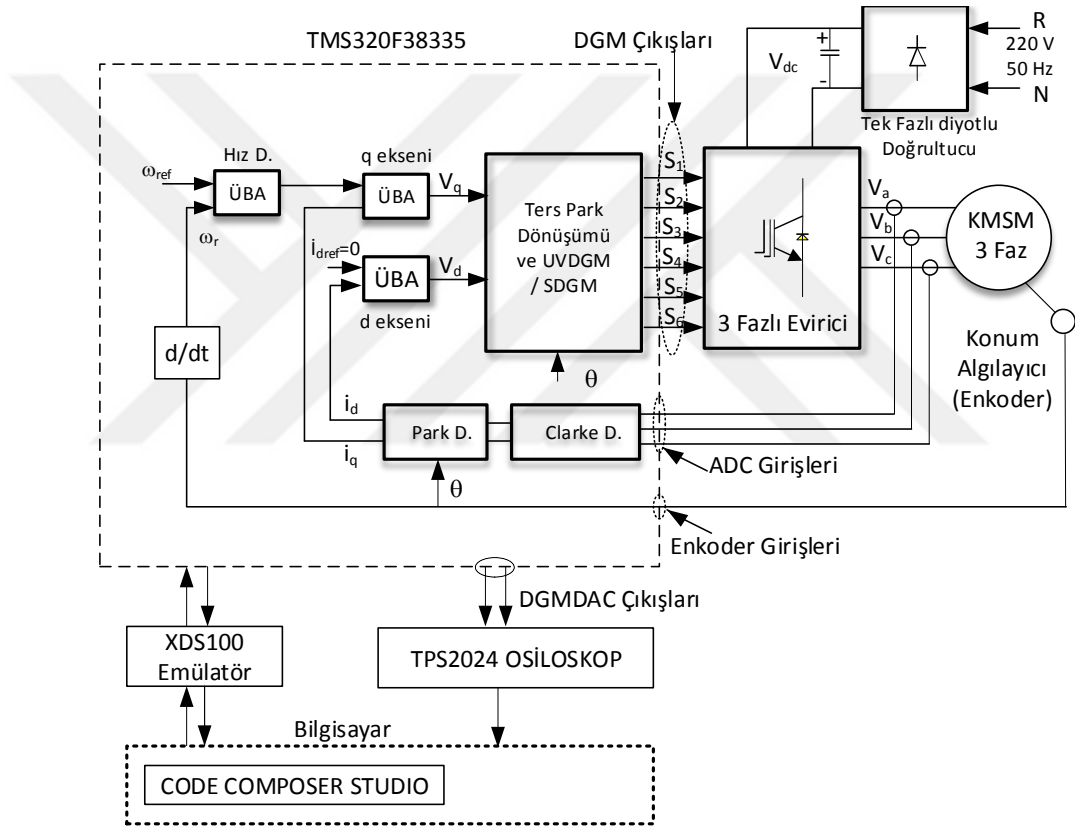 TMS320F38335
DGM Çıkışları
R
220 V
50 Hz
N
V_dc
+
-
Tek Fazlı diyotlu
Doğrultucu
Hız D.
ω_ref
ÜBA
ω_r
q ekseni
ÜBA
V_q
i_dref=0
ÜBA
V_d
d ekseni
Ters Park
Dönüşümü
ve UVDGM
/ SDGM
θ
S_1
S_2
S_3
S_4
S_5
S_6
3 Fazlı Evirici
V_a
V_b
V_c
KMSM
3 Faz
Konum
Algılayıcı
(Enkoder)
d/dt
i_d
i_q
Park D.
Clarke D.
θ
ADC Girişleri
Enkoder Girişleri
DGMDAC Çıkışları
XDS100
Emülatör
TPS2024 OSİLOSKOP
Bilgisayar
CODE COMPOSER STUDIO